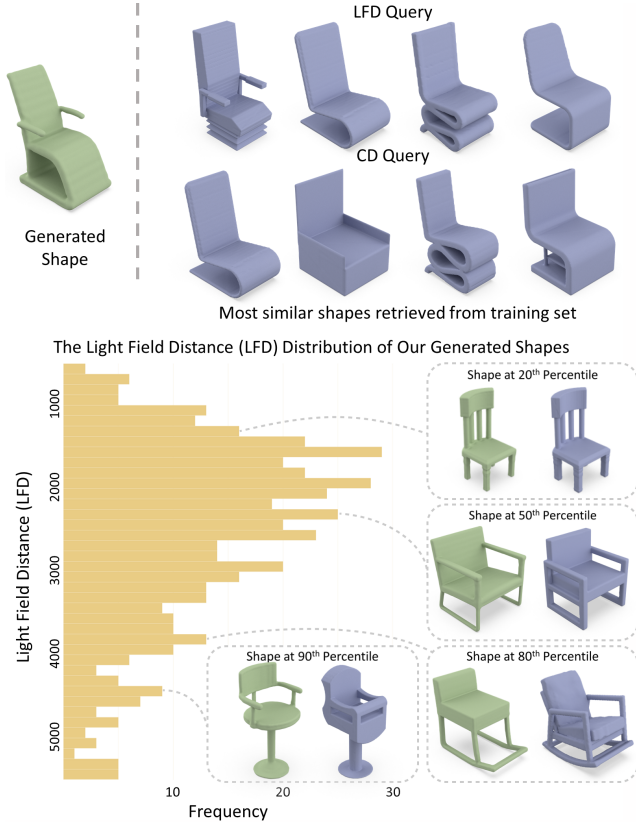 LFD Query
CD Query
Generated
Shape
Most similar shapes retrieved from training set
The Light Field Distance (LFD) Distribution of Our Generated Shapes
Light Field Distance (LFD)
1000
2000
3000
4000
5000
Shape at 20th Percentile
Shape at 50th Percentile
Shape at 90th Percentile
Shape at 80th Percentile
10
20
30
Frequency